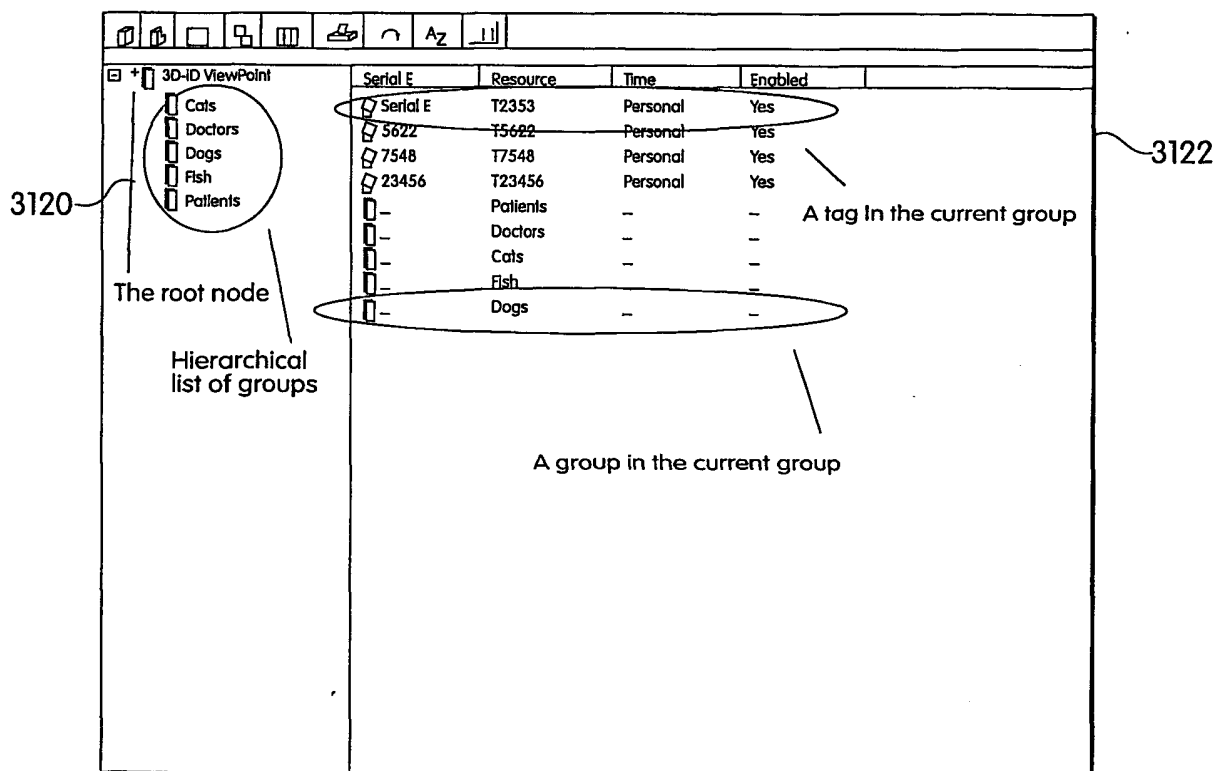 AZ
3D-iD ViewPoint
Cats
Doctors
Dogs
Fish
Patients
Serial E Resource Time Enabled
Serial E T2353 Personal Yes
5622 T5622 Personal Yes
7548 T7548 Personal Yes
23456 T23456 Personal Yes
_ Patients _ _
_ Doctors _ _
_ Cats _ _
_ Fish _ _
_ Dogs _ _
3120
3122
A tag in the current group
The root node
Hierarchical
list of groups
A group in the current group